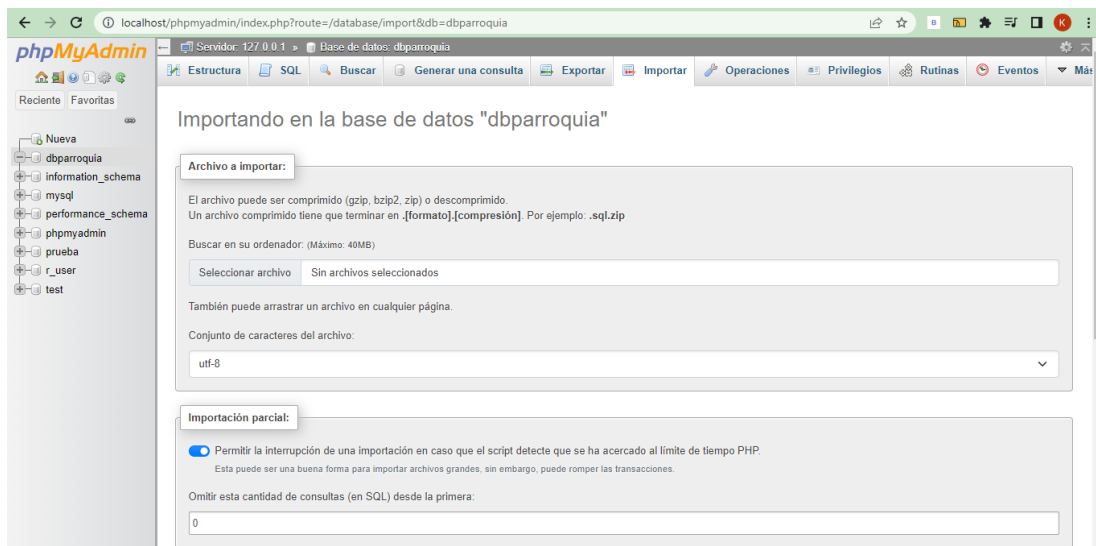 localhost/phpmyadmin/index.php?route=/database/import&db=dbparroquia
K
phpMyAdmin
Reciente Favoritas
Nueva
dbparroquia
information_schema
mysql
performance_schema
phpmyadmin
prueba
r_user
test
Servidor: 127.0.0.1 » Base de datos: dbparroquia
Estructura SQL Buscar Generar una consulta Exportar Importar Operaciones Privilegios Rutinas Eventos Más
Importando en la base de datos "dbparroquia"
Archivo a importar:
El archivo puede ser comprimido (gzip, bzip2, zip) o descomprimido.
Un archivo comprimido tiene que terminar en .[formato].[compresión]. Por ejemplo: .sql.zip
Buscar en su ordenador: (Máximo: 40MB)
Seleccionar archivo Sin archivos seleccionados
También puede arrastrar un archivo en cualquier página.
Conjunto de caracteres del archivo:
utf-8
Importación parcial:
Permitir la interrupción de una importación en caso que el script detecte que se ha acercado al límite de tiempo PHP.
Esta puede ser una buena forma para importar archivos grandes, sin embargo, puede romper las transacciones.
Omitir esta cantidad de consultas (en SQL) desde la primera:
0